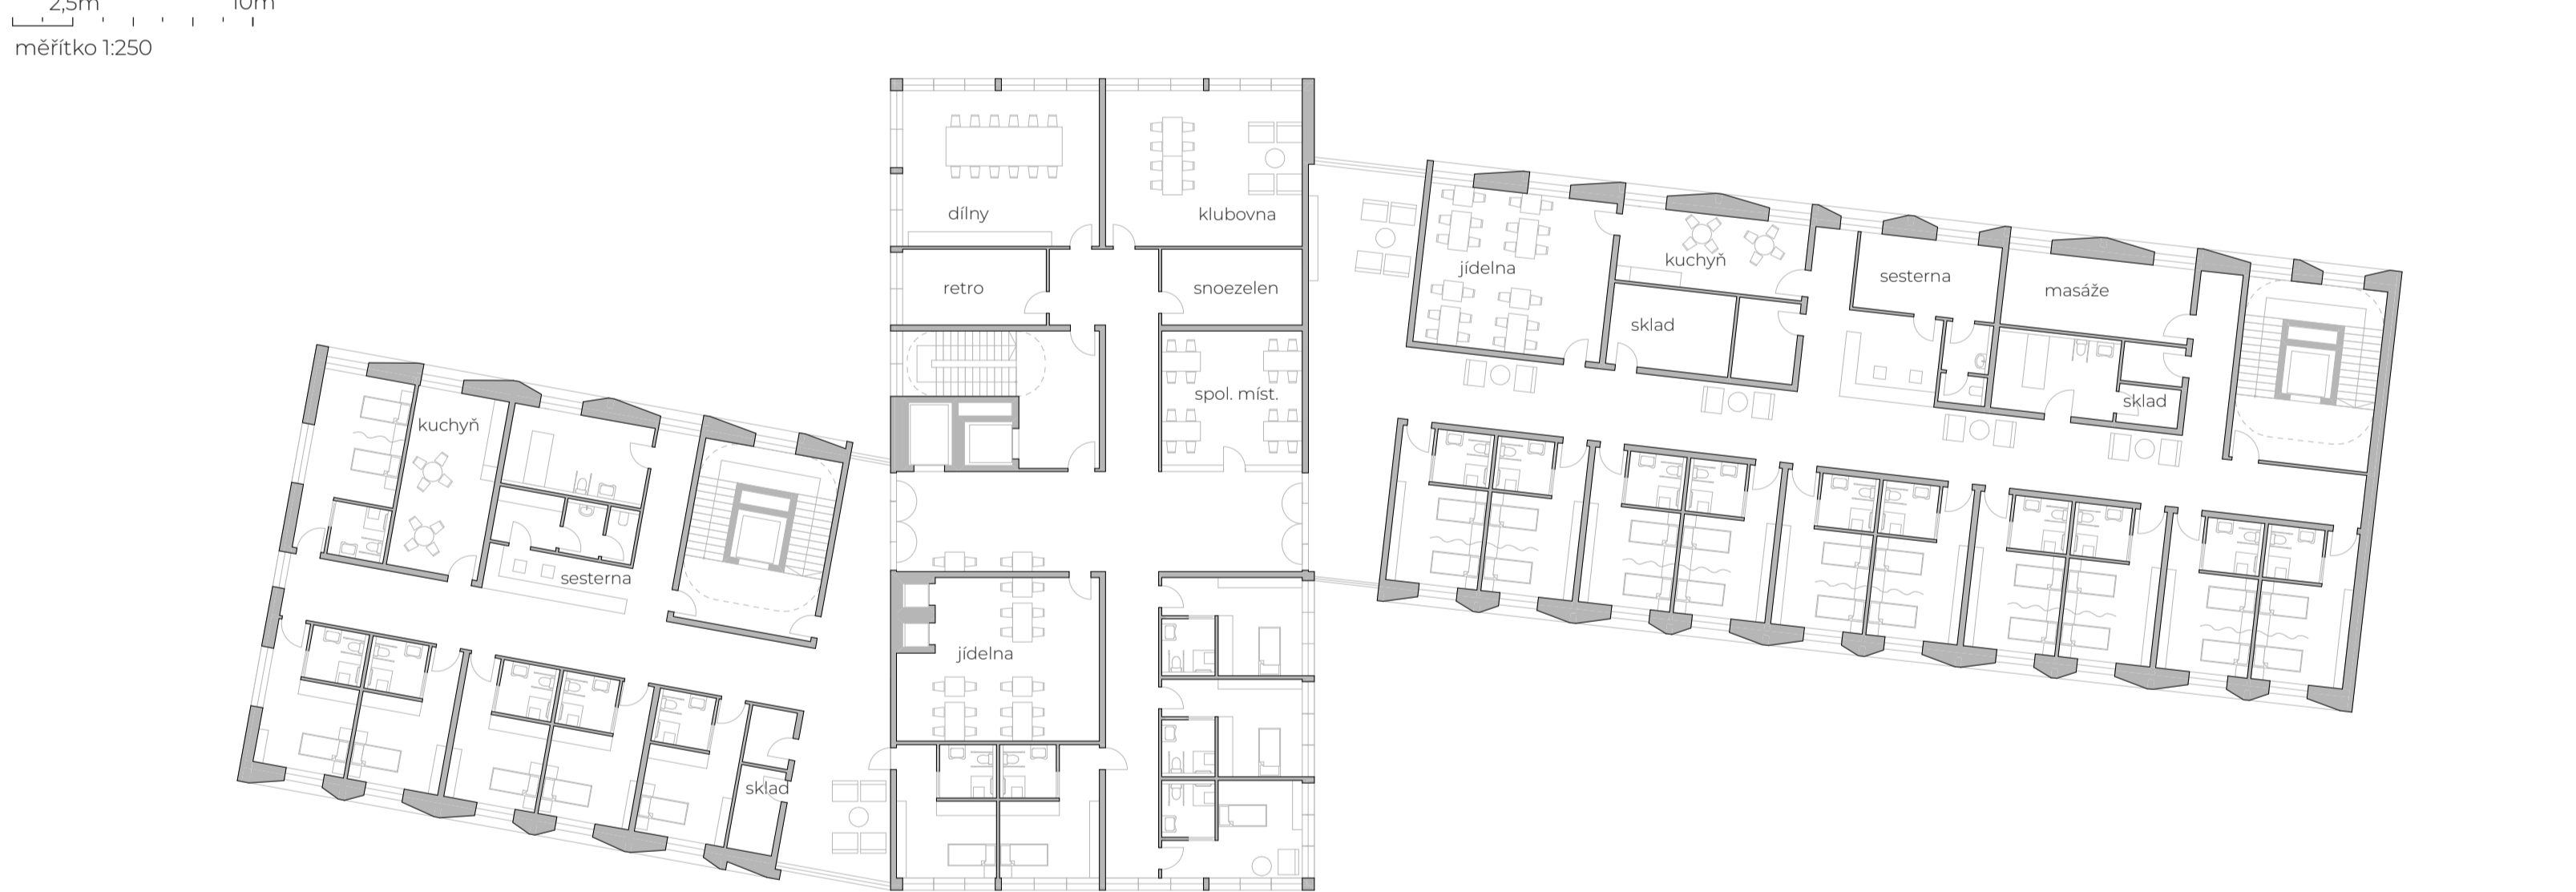 2,5m 10m
měřítko 1:250
dílny
klubovna
retro
snoezelen
spol. míst.
jídelna
kuchyň
sesterna
sklad
jídelna
kuchyň
sklad
sesterna
masáže
sklad